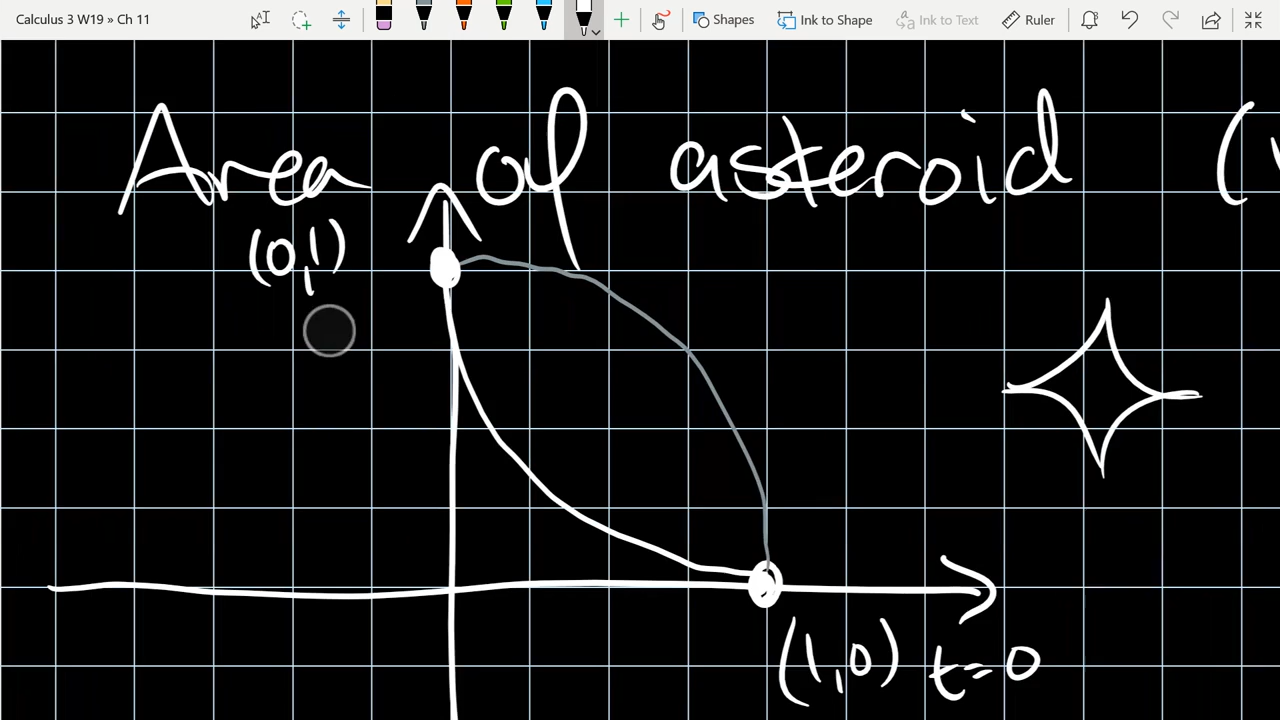 Calculus 3 W19 » Ch 11
Shapes
Ink to Shape
Ink to Text
Ruler
Area of asteroid (
(0,1)
(1,0) t=0